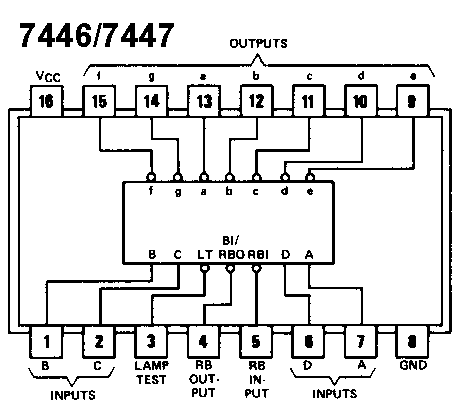 7446/7447
OUTPUTS
VCC f g a b c d e
16 15 14 13 12 11 10 9
f g a b c d e
BI/
B C LT RBO RBI D A
1 2 3 4 5 6 7 8
B C LAMP TEST RB OUT- PUT RB IN- PUT D A GND
INPUTS INPUTS